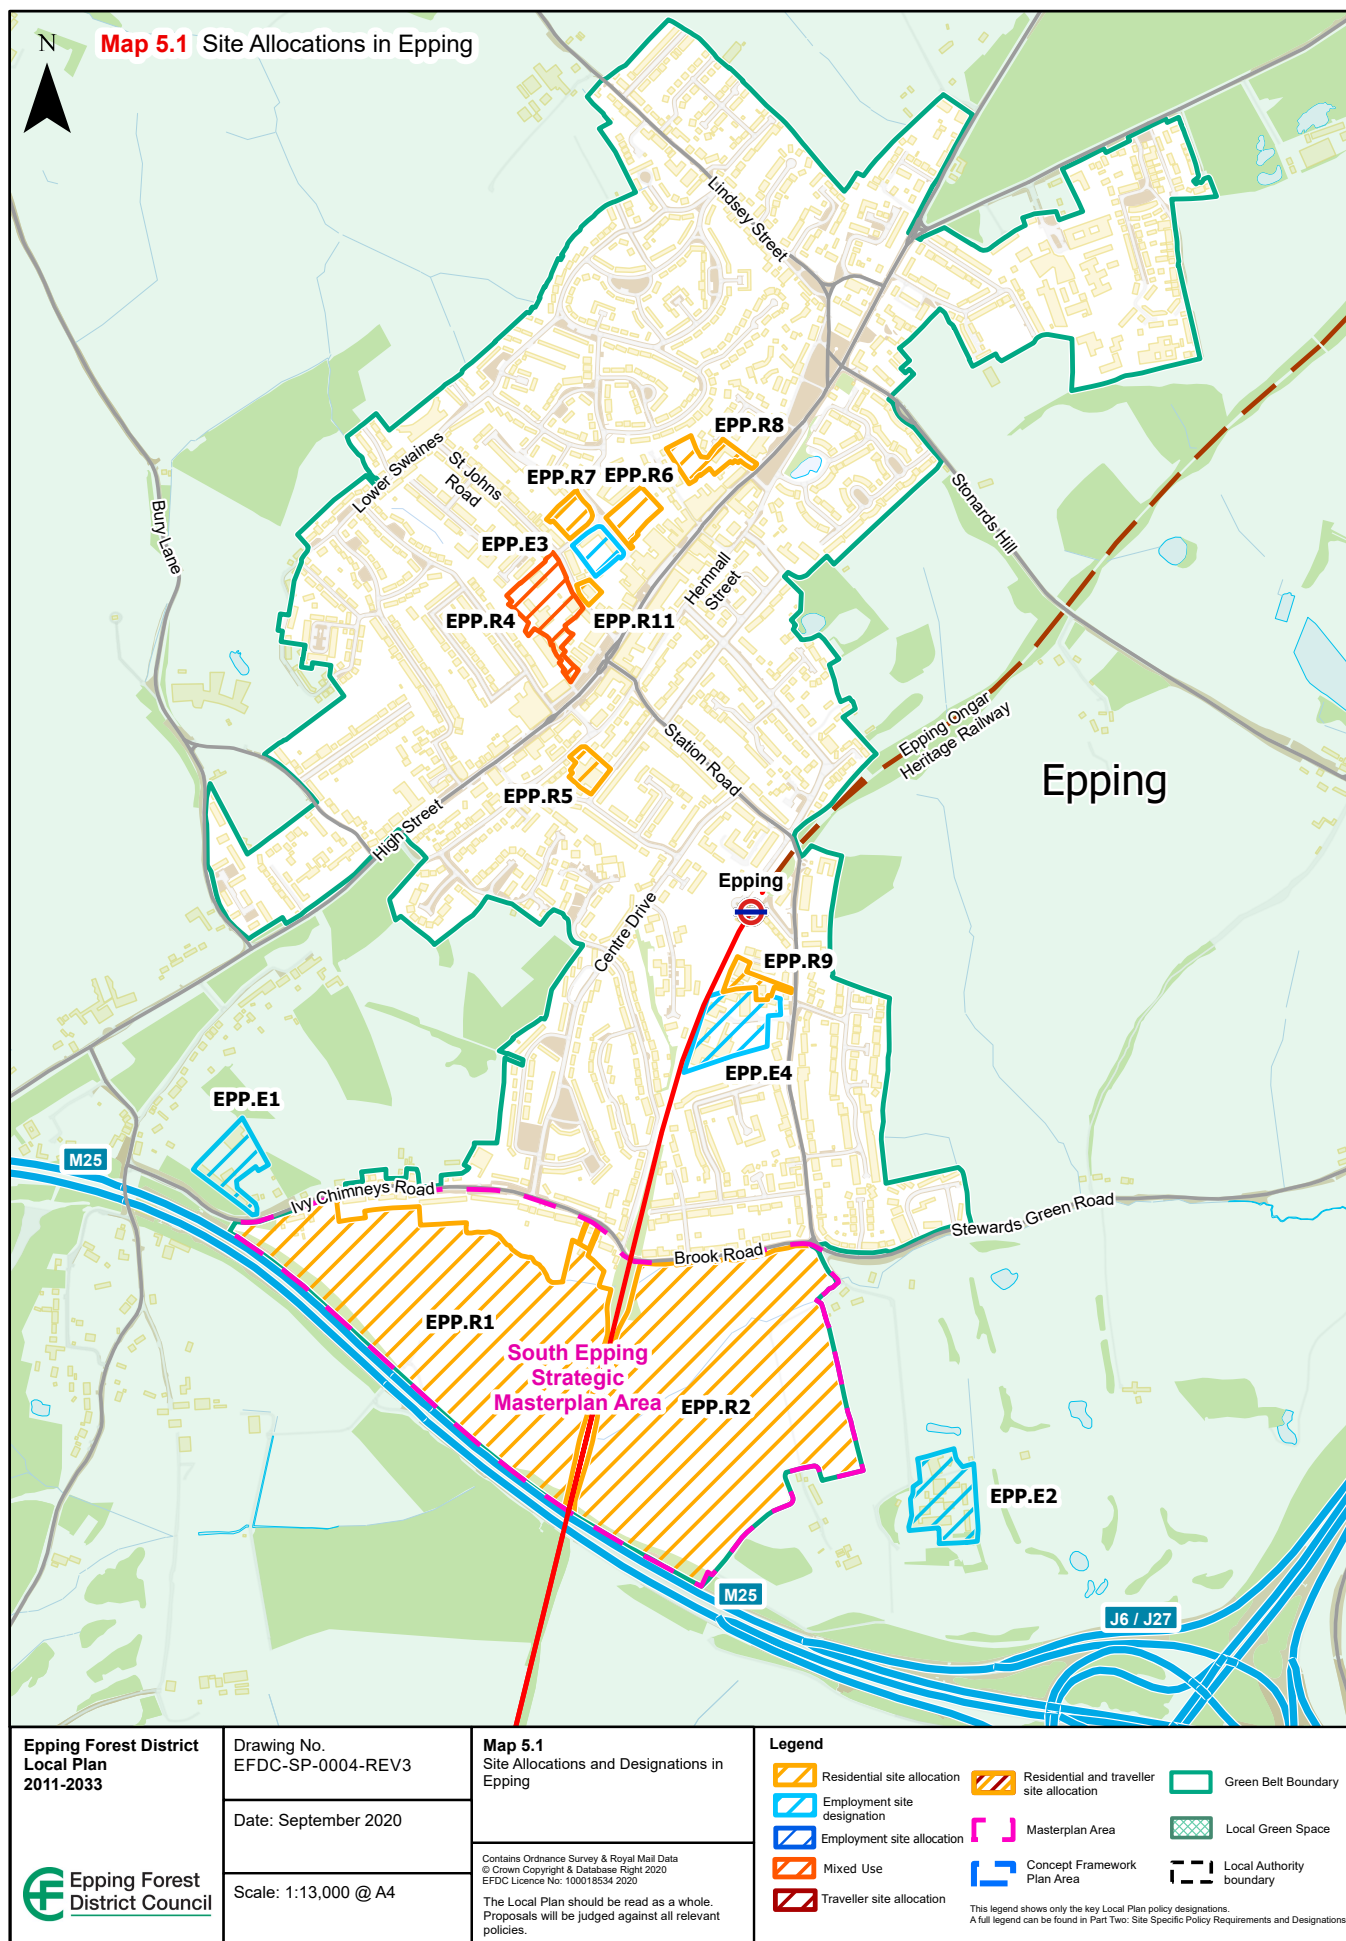 N
Map 5.1 Site Allocations in Epping
Lindsey Street
EPP.R8
Lower Swaines
St Johns
Road
EPP.R7
EPP.R6
Stonards Hill
Bury Lane
EPP.E3
Hemnall
Street
EPP.R4
EPP.R11
Epping Ongar
Heritage Railway
Station Road
Epping
EPP.R5
High Street
Epping
Centre Drive
EPP.R9
EPP.E4
EPP.E1
M25
Ivy Chimneys Road
Stewards Green Road
Brook Road
EPP.R1
South Epping
Strategic
Masterplan Area
EPP.R2
EPP.E2
M25
J6 / J27
Epping Forest District
Local Plan
2011-2033
Epping Forest
District Council
Drawing No.
EFDC-SP-0004-REV3
Date: September 2020
Scale: 1:13,000 @ A4
Map 5.1
Site Allocations and Designations in
Epping
Contains Ordnance Survey & Royal Mail Data
© Crown Copyright & Database Right 2020
EFDC Licence No: 100018534 2020
The Local Plan should be read as a whole.
Proposals will be judged against all relevant
policies.
Legend
Residential site allocation
Employment site
designation
Employment site allocation
Mixed Use
Traveller site allocation
Residential and traveller
site allocation
Masterplan Area
Concept Framework
Plan Area
Green Belt Boundary
Local Green Space
Local Authority
boundary
This legend shows only the key Local Plan policy designations.
A full legend can be found in Part Two: Site Specific Policy Requirements and Designations